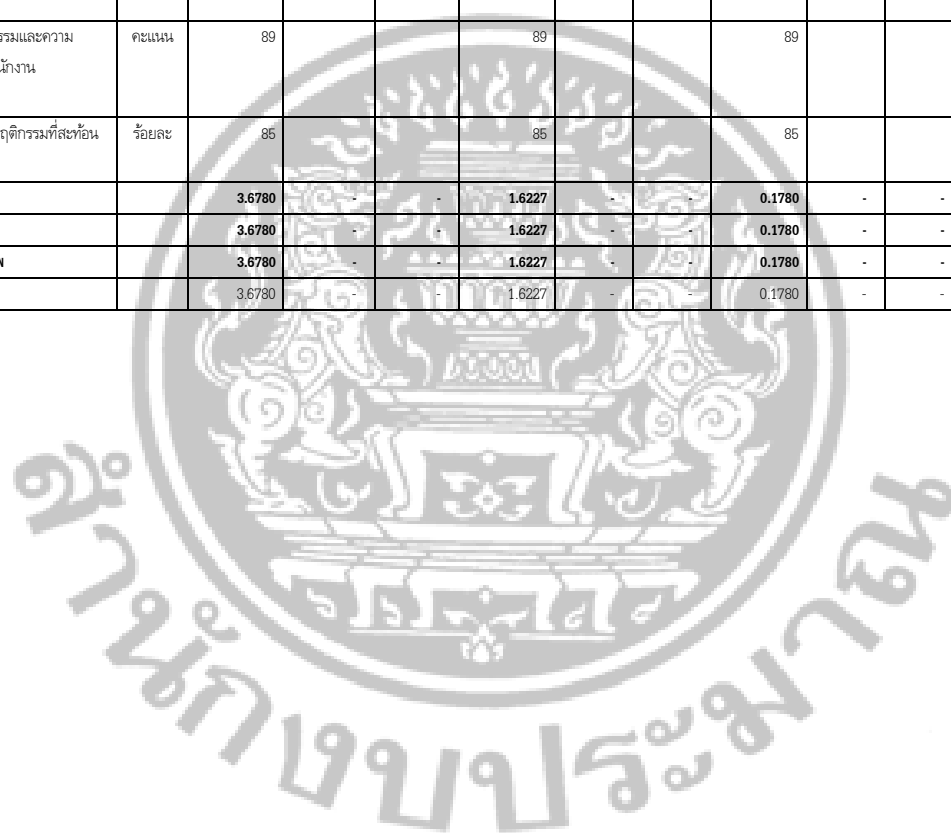 รรมและความ คะแนน 89 89 89
นักงาน
ฤติกรรมที่สะท้อน ร้อยละ 85 85 85
3.6780 - - 1.6227 - - 0.1780 - -
3.6780 - - 1.6227 - - 0.1780 - -
พ 3.6780 - - 1.6227 - - 0.1780 - -
3.6780 - - 1.6227 - - 0.1780 - -
สำนักงบประมาณ